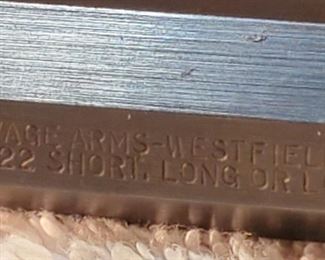 VAGE ARMS-WESTFIEL
22 SHORT. LONG OR L